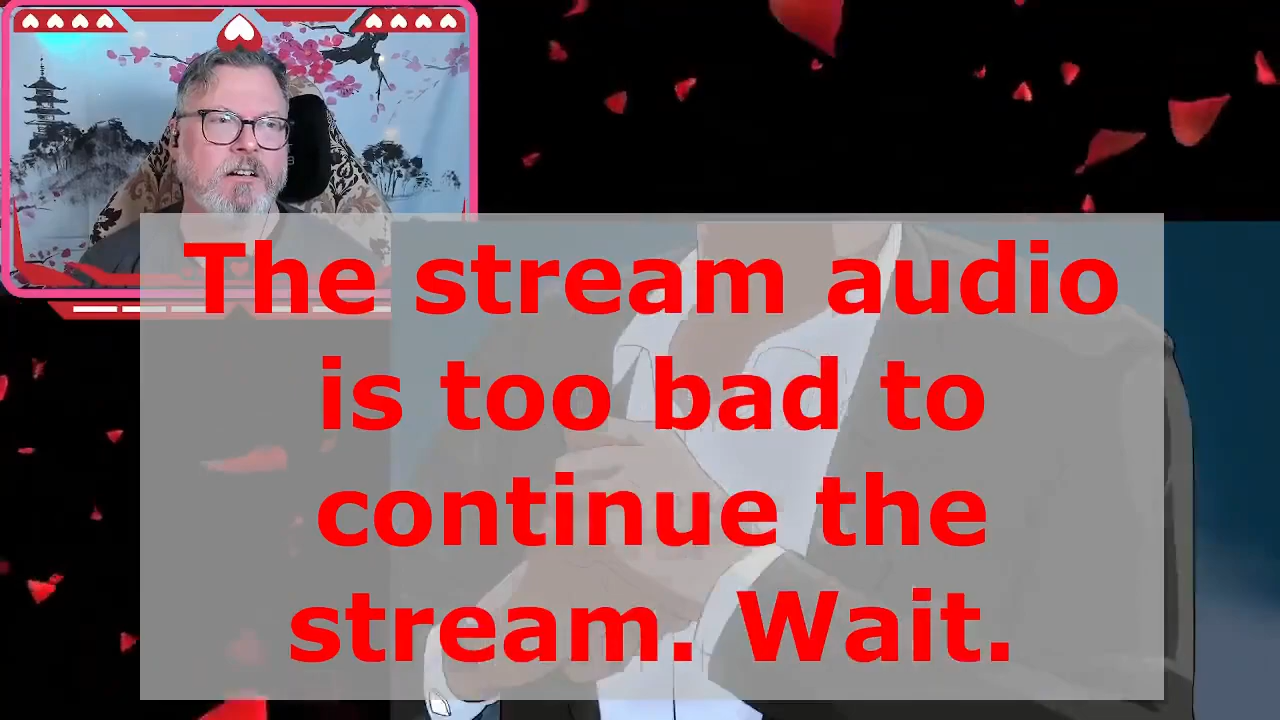 The stream audio
is too bad to
continue the
stream. Wait.